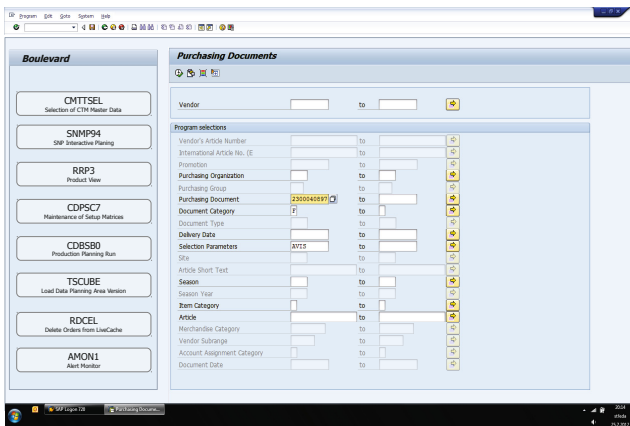 Program Edit Goto System Help
Boulevard
CMTTSEL
Selection of CTM Master Data
SNMP94
SNP Interactive Planing
RRP3
Product View
CDPSC7
Maintenance of Setup Matrices
CDBSB0
Production Planning Run
TSCUBE
Load Data Planning Area Version
RDCEL
Delete Orders from LiveCache
AMON1
Alert Monitor
Purchasing Documents
Vendor to
Program selections
Vendor's Article Number to
International Article No. (E to
Promotion to
Purchasing Organization to
Purchasing Group to
Purchasing Document 2300040897 to
Document Category F to
Document Type to
Delivery Date to
Selection Parameters AVIS to
Site to
Article Short Text to
Season to
Season Year to
Item Category to
Article to
Merchandise Category to
Vendor Subrange to
Account Assignment Category to
Document Date to
SAP Logon 720 Purchasing Docume...
20:14
středa